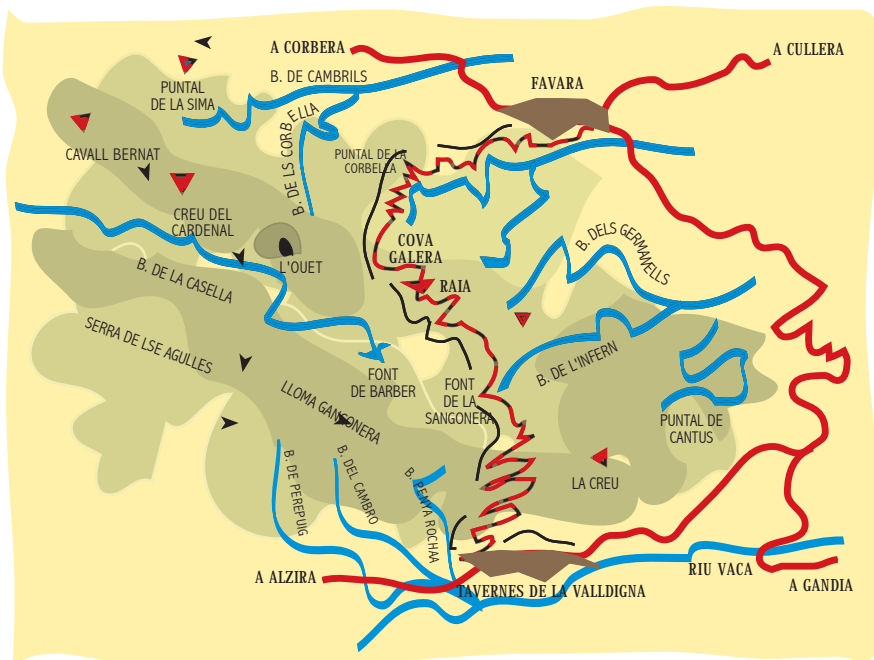 A CORBERA
A CULLERA
B. DE CAMBRILS
FAVARA
PUNTAL
DE LA SIMA
B. DE LS CORBELLA
CAVALL BERNAT
PUNTAL DE LA
CORBELLA
CREU DEL
CARDENAL
COVA
GALERA
B. DELS GERMANELLS
L'OUET
B. DE LA CASELLA
RAIA
SERRA DE LSE AGULLES
B. DE L'INFERN
FONT
DE BARBER
FONT
DE LA
SANGONERA
LLOMA GANGONERA
PUNTAL DE
CANTUS
B. DE PEREPUIG
B. DEL CAMBRO
B. PENYA ROCHAA
LA CREU
A ALZIRA
RIU VACA
TAVERNES DE LA VALLDIGNA
A GANDIA